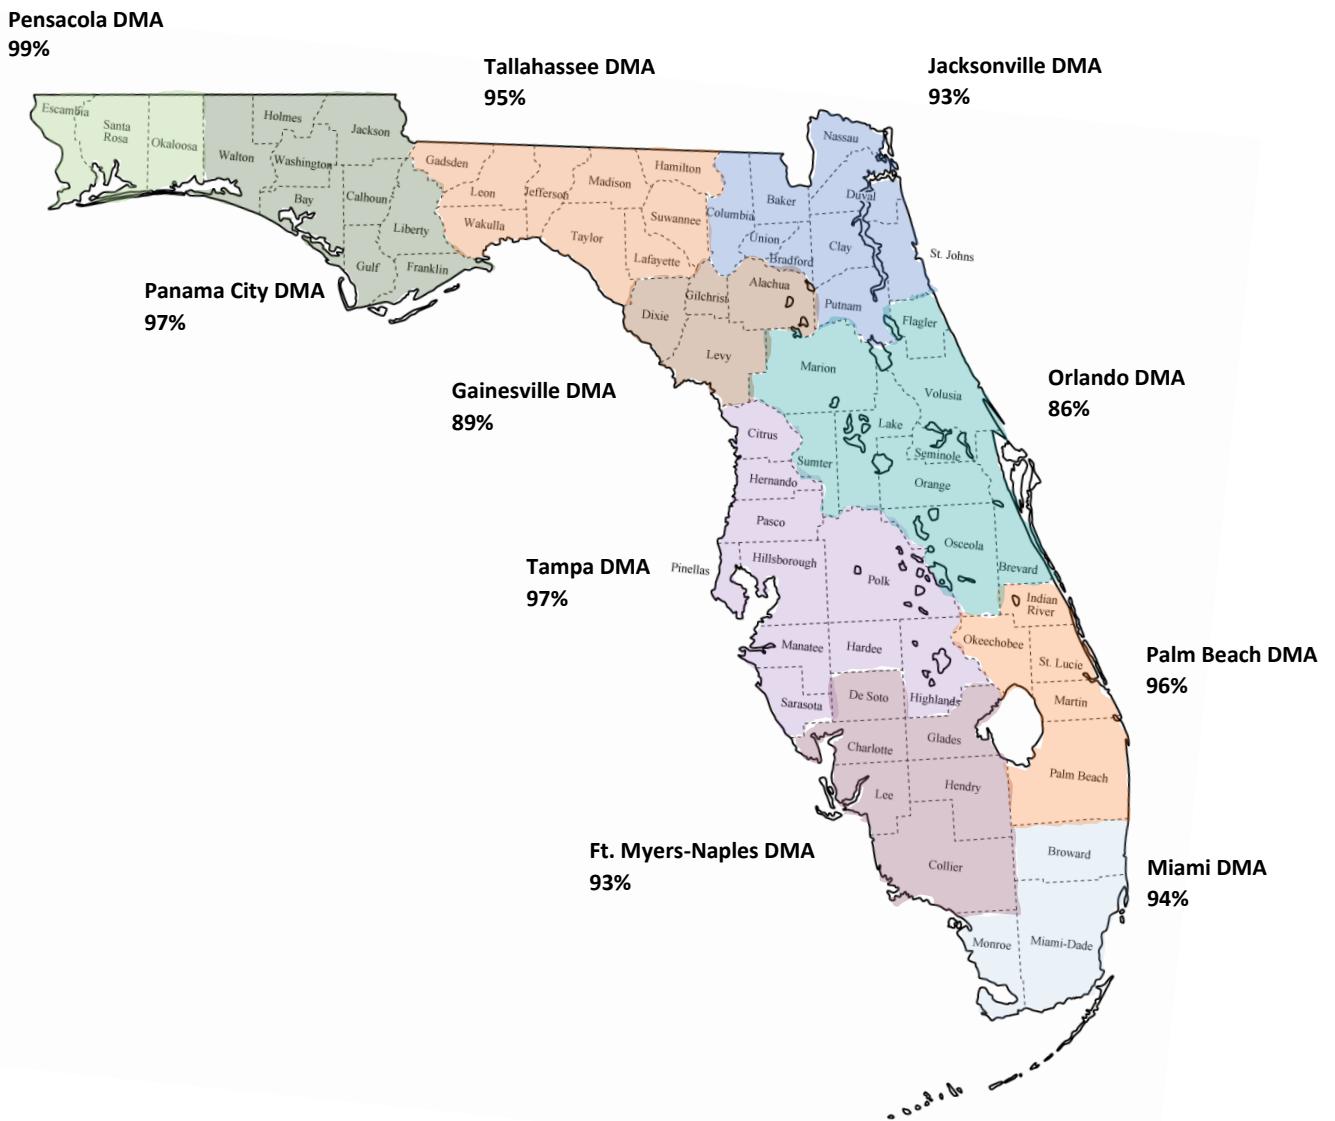 Pensacola DMA
99%
Tallahassee DMA
95%
Jacksonville DMA
93%
Escambia
Santa
Rosa
Okaloosa
Holmes
Jackson
Walton
Washington
Bay
Calhoun
Liberty
Gulf
Franklin
Gadsden
Leon
Jefferson
Madison
Hamilton
Wakulla
Taylor
Suwannee
Lafayette
Nassau
Columbia
Baker
Duval
Union
Bradford
Clay
St. Johns
Putnam
Panama City DMA
97%
Gilchrist
Alachua
Dixie
Levy
Flagler
Marion
Volusia
Gainesville DMA
89%
Orlando DMA
86%
Citrus
Lake
Sumter
Seminole
Hernando
Orange
Pasco
Osceola
Brevard
Tampa DMA
97%
Pinellas
Hillsborough
Polk
Indian
River
Manatee
Hardee
Okeechobee
St. Lucie
Palm Beach DMA
96%
Sarasota
De Soto
Highlands
Martin
Charlotte
Glades
Lee
Hendry
Palm Beach
Ft. Myers-Naples DMA
93%
Collier
Broward
Miami DMA
94%
Monroe
Miami-Dade